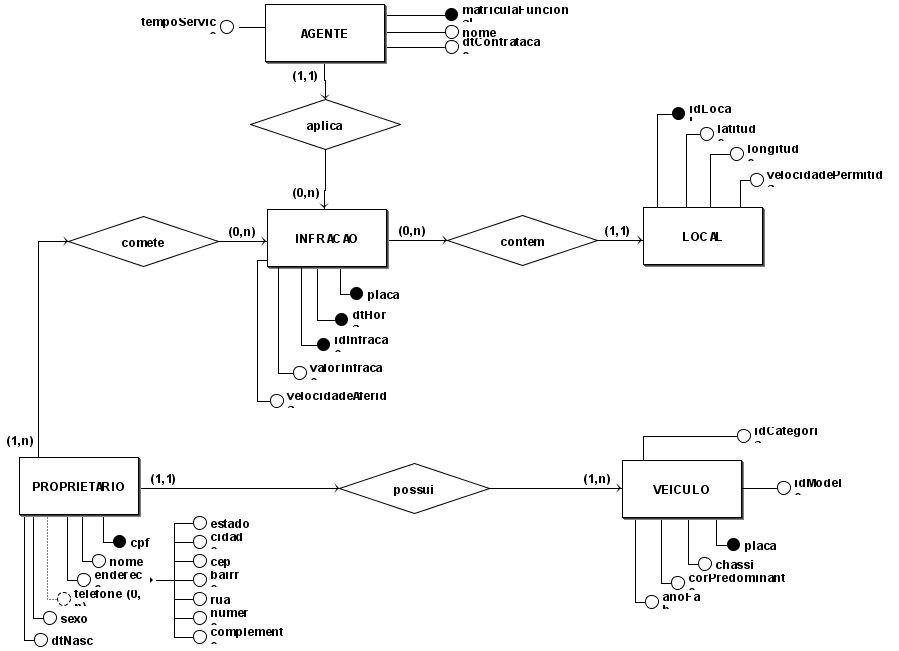 matriculaFuncion
al
tempoServic
o
AGENTE
nome
dtContrataca
o
(1,1)
aplica
idLoca
l
latitud
e
longitud
e
velocidadePermitid
a
(0,n)
comete
(0,n)
INFRACAO
(0,n)
contem
(1,1)
LOCAL
placa
dtHor
a
idInfraca
o
valorInfraca
o
velocidadeAferid
a
(1,n)
idCategori
a
PROPRIETARIO
(1,1)
possui
(1,n)
VEICULO
idModel
o
estado
cpf
cidad
e
placa
nome
cep
chassi
enderec
o
bairr
o
corPredominant
e
telefone (0,
n)
rua
anoFa
b
sexo
numer
o
dtNasc
complement
o